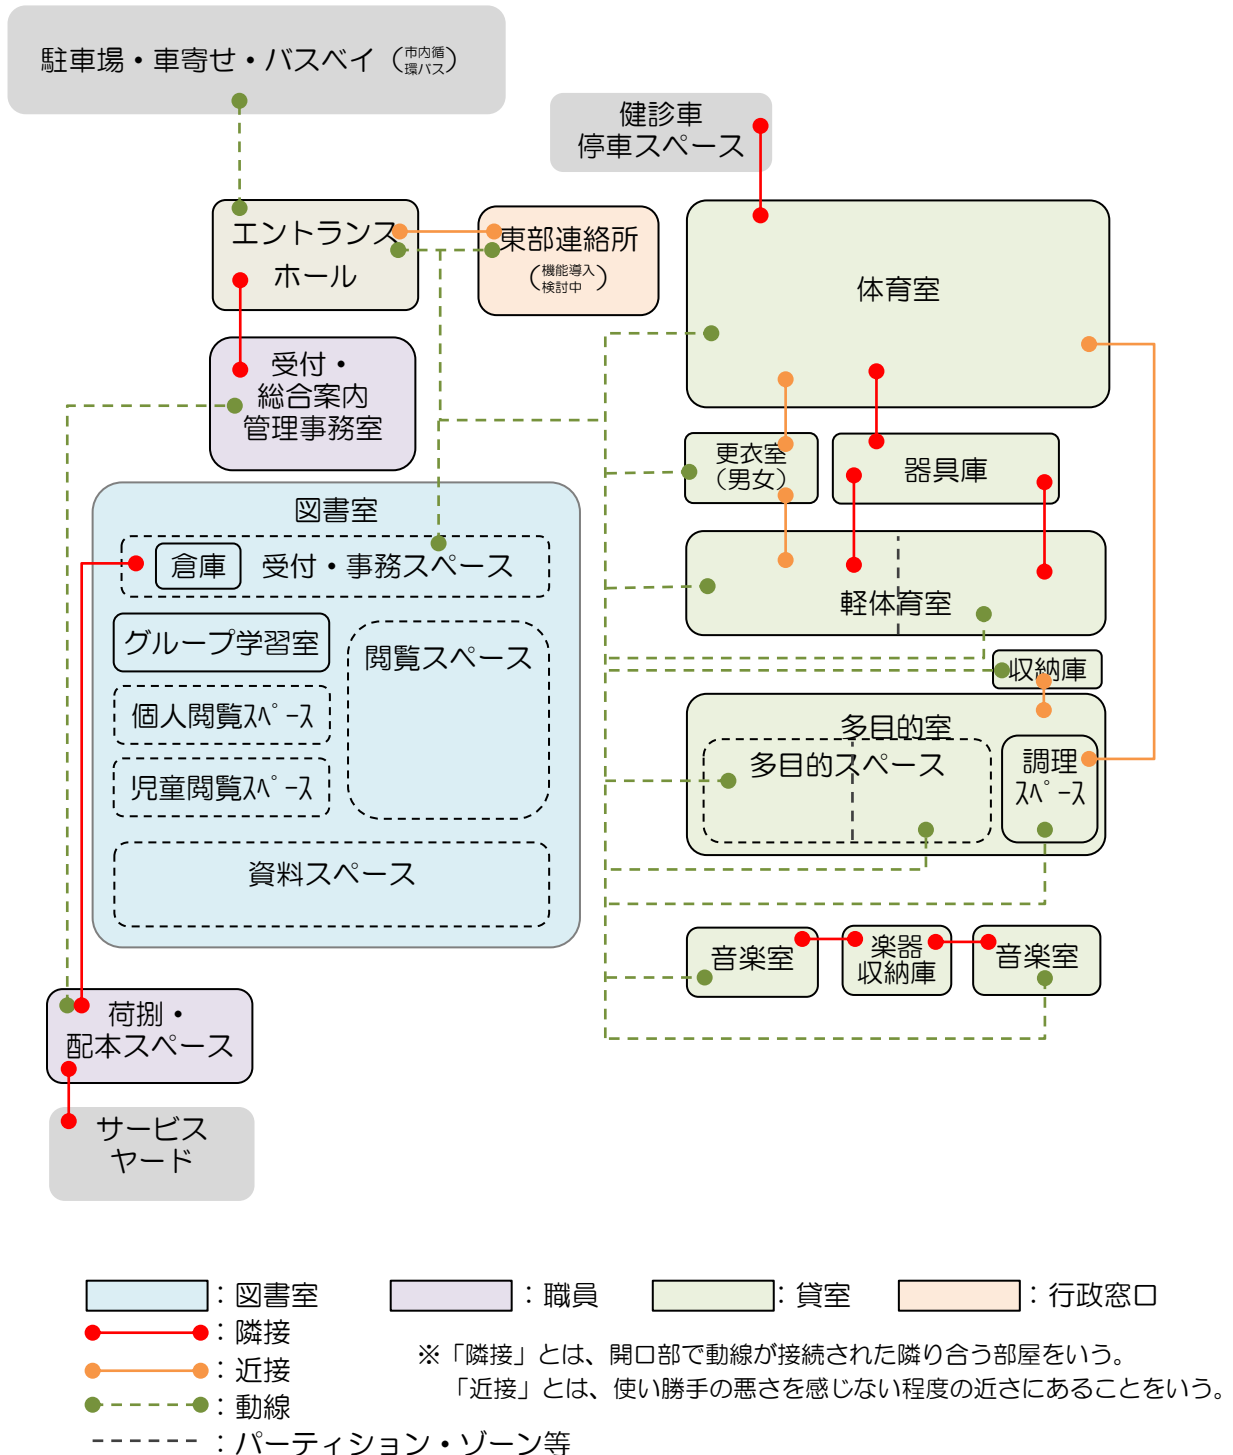 駐車場・車寄せ・バスベイ（市内循
環バス）
健診車
停車スペース
エントランス
ホール
東部連絡所
（機能導入
検討中）
体育室
受付・
総合案内
管理事務室
更衣室
（男女）
器具庫
図書室
倉庫 受付・事務スペース
軽体育室
グループ学習室
閲覧スペース
収納庫
個人閲覧ｽﾍﾟｰｽ
多目的室
多目的スペース
調理
ｽﾍﾟｰｽ
児童閲覧ｽﾍﾟｰｽ
資料スペース
音楽室
楽器
収納庫
音楽室
荷捌・
配本スペース
サービス
ヤード
：図書室 ：職員 ：貸室 ：行政窓口
：隣接
：近接
：動線
：パーティション・ゾーン等
※「隣接」とは、開口部で動線が接続された隣り合う部屋をいう。
「近接」とは、使い勝手の悪さを感じない程度の近さにあることをいう。